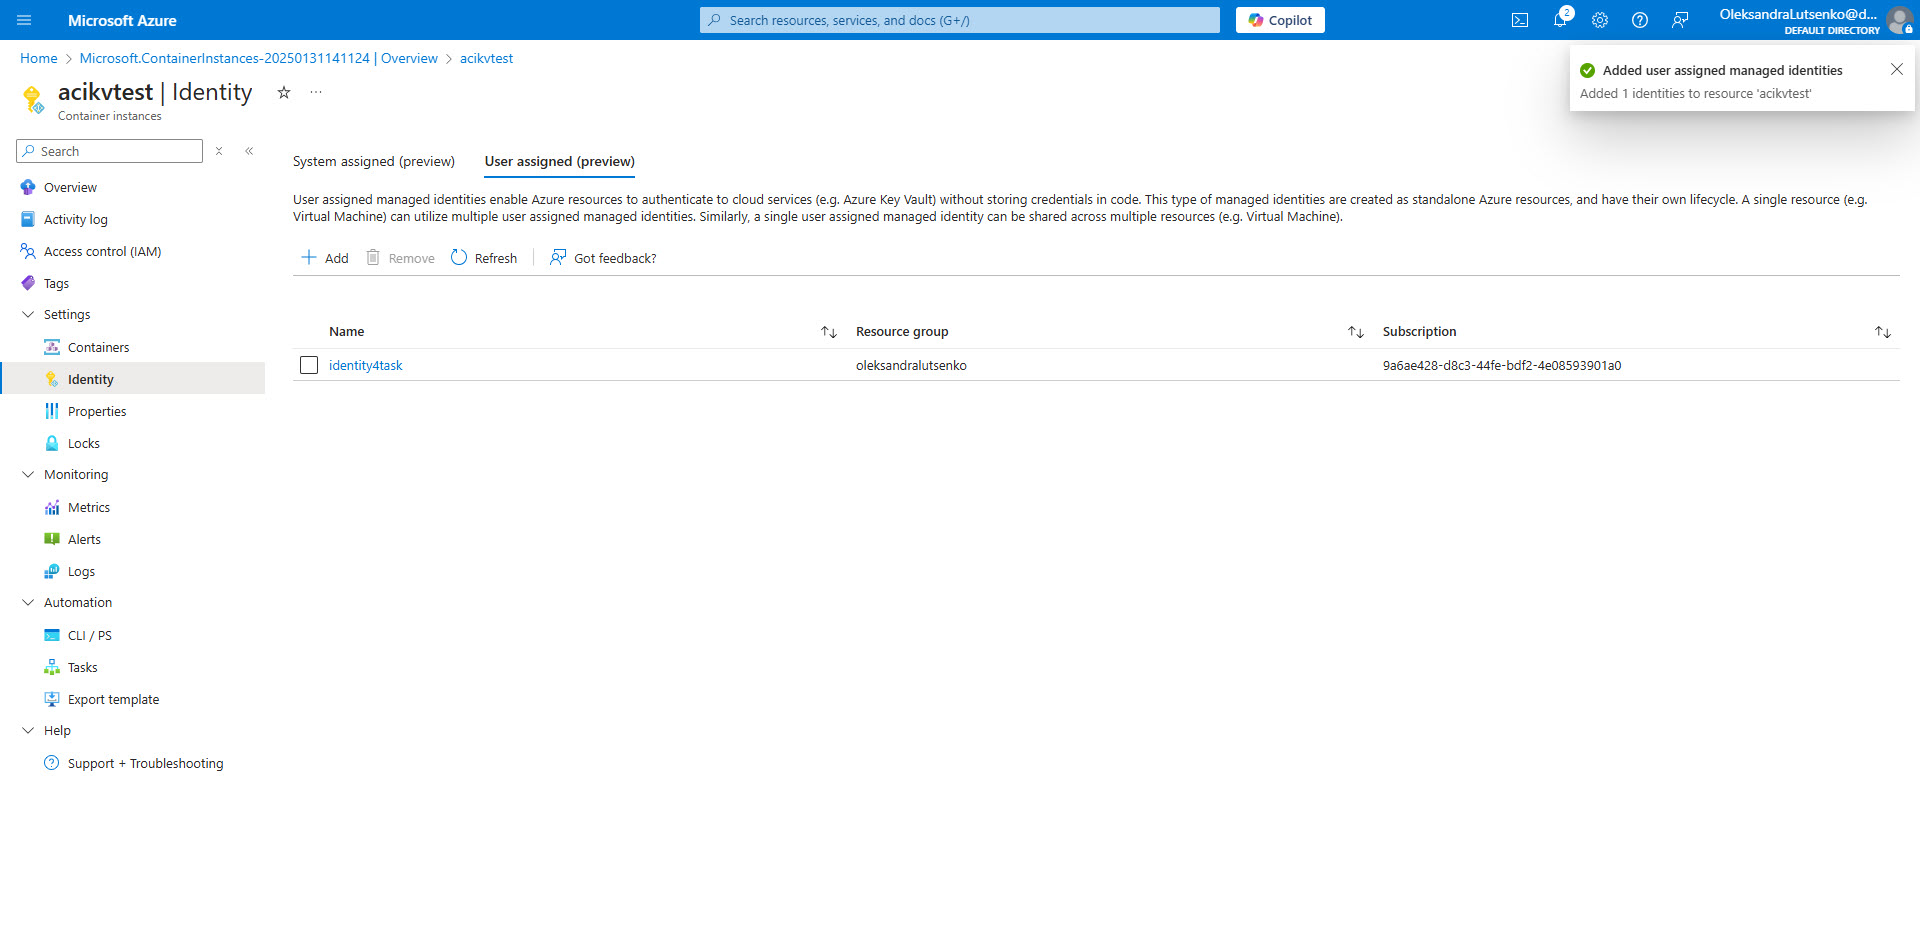 Microsoft Azure
Search resources, services, and docs (G+/)
Copilot
2
OleksandraLutsenko@d...
DEFAULT DIRECTORY
Home > Microsoft.ContainerInstances-20250131141124 | Overview > acikvtest
Added user assigned managed identities
Added 1 identities to resource 'acikvtest'
acikvtest | Identity
Container instances
Search
Overview
Activity log
Access control (IAM)
Tags
Settings
Containers
Identity
Properties
Locks
Monitoring
Metrics
Alerts
Logs
Automation
CLI / PS
Tasks
Export template
Help
Support + Troubleshooting
System assigned (preview) User assigned (preview)
User assigned managed identities enable Azure resources to authenticate to cloud services (e.g. Azure Key Vault) without storing credentials in code. This type of managed identities are created as standalone Azure resources, and have their own lifecycle. A single resource (e.g.
Virtual Machine) can utilize multiple user assigned managed identities. Similarly, a single user assigned managed identity can be shared across multiple resources (e.g. Virtual Machine).
Add Remove Refresh Got feedback?
Name Resource group Subscription
identity4task oleksandralutsenko 9a6ae428-d8c3-44fe-bdf2-4e08593901a0